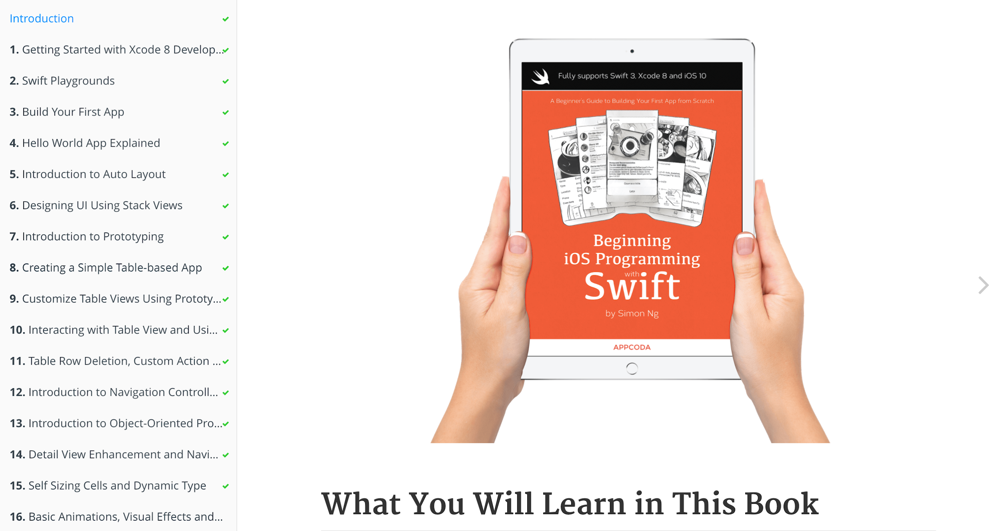 Introduction
1. Getting Started with Xcode 8 Develop...
2. Swift Playgrounds
3. Build Your First App
4. Hello World App Explained
5. Introduction to Auto Layout
6. Designing UI Using Stack Views
7. Introduction to Prototyping
8. Creating a Simple Table-based App
9. Customize Table Views Using Prototy...
10. Interacting with Table View and Usi...
11. Table Row Deletion, Custom Action ...
12. Introduction to Navigation Controll...
13. Introduction to Object-Oriented Pro...
14. Detail View Enhancement and Navi...
15. Self Sizing Cells and Dynamic Type
16. Basic Animations, Visual Effects and...
Fully supports Swift 3, Xcode 8 and iOS 10
A Beginner's Guide to Building Your First App from Scratch
Name
Type
Location
Phone
Beginning
iOS Programming
with
Swift
by Simon Ng
APPCODA
What You Will Learn in This Book